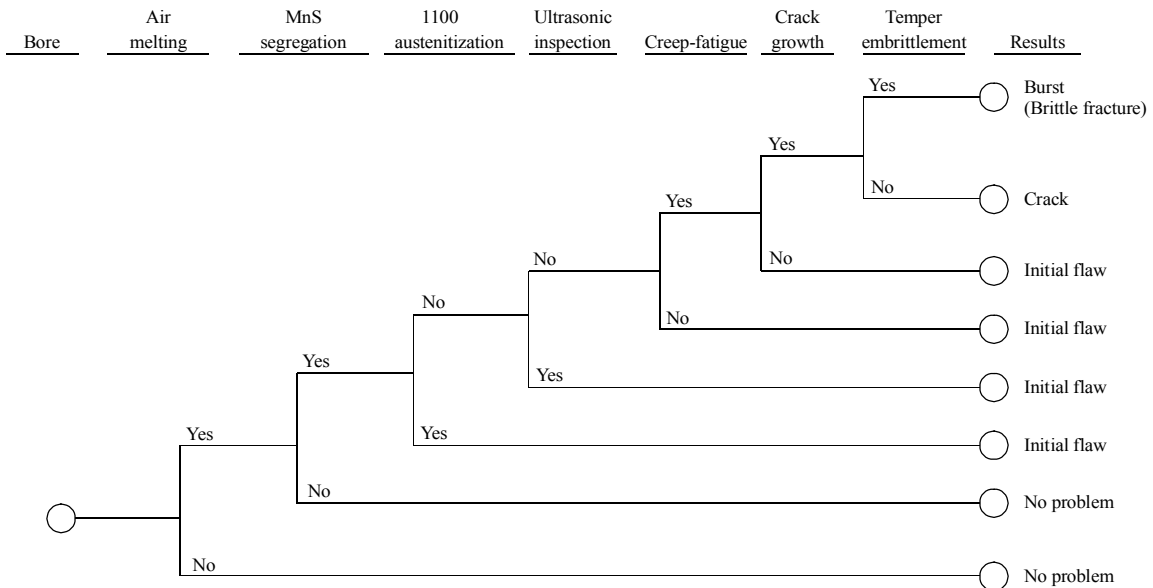 Bore
Air
melting
MnS
segregation
1100
austenitization
Ultrasonic
inspection
Creep-fatigue
Crack
growth
Temper
embrittlement
Results
Yes
Burst
(Brittle fracture)
Yes
No
Crack
Yes
No
Initial flaw
No
No
Initial flaw
No
Yes
Initial flaw
Yes
Yes
Initial flaw
Yes
No
No problem
No
No problem